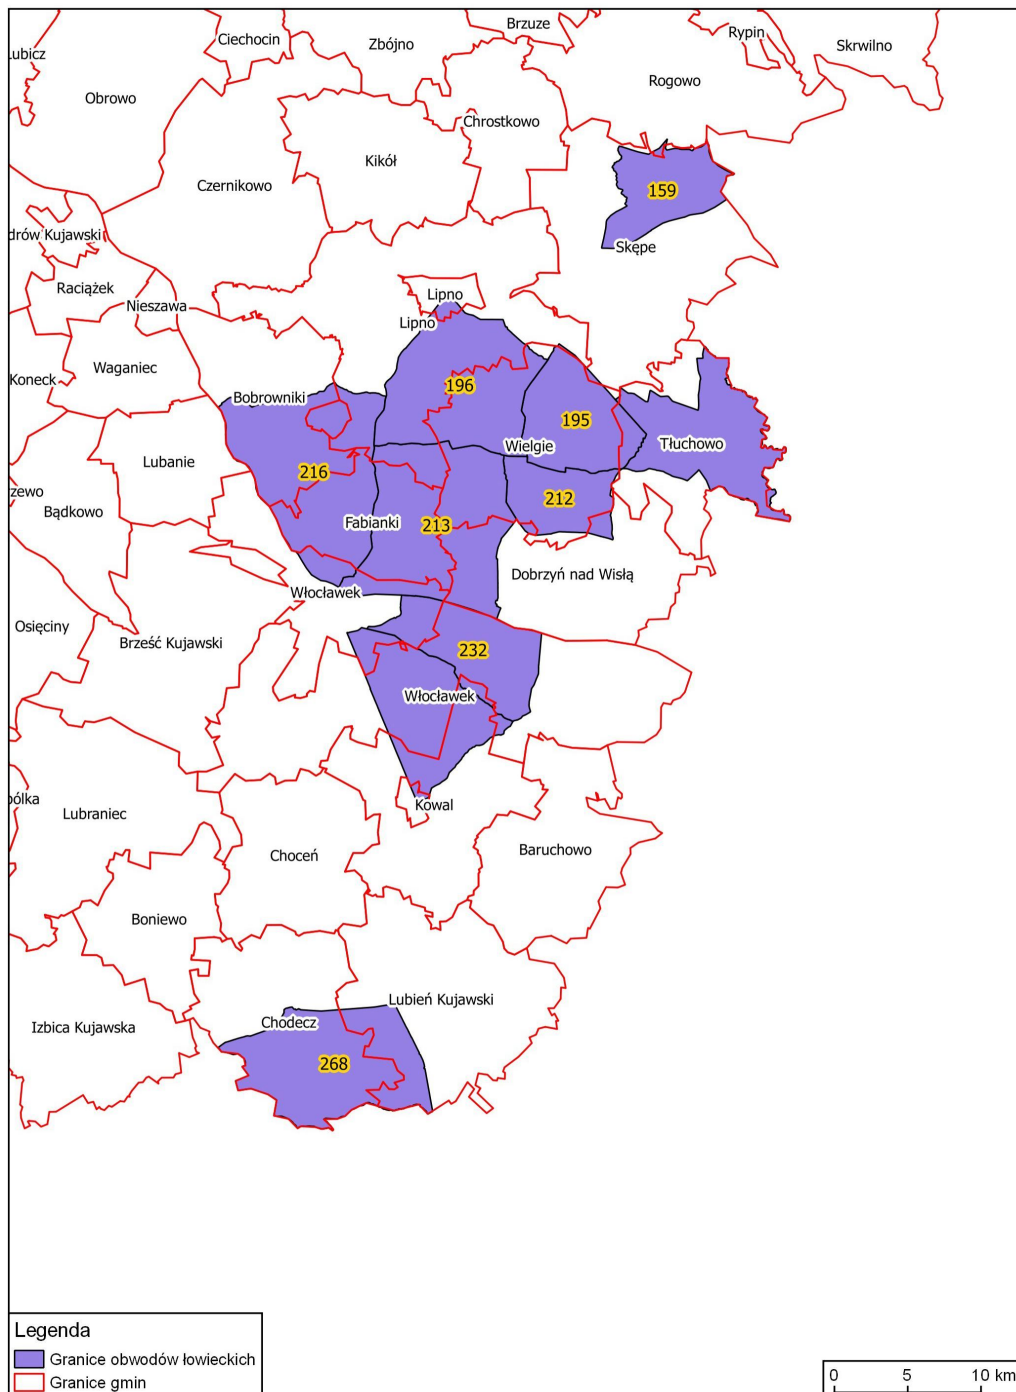 Brzuze
Rypin
Ciechocin
Zbójno
Skrwilno
ubicz
Rogowo
Obrowo
Chrostkowo
Kikół
Czernikowo
159
drów Kujawski
Skępe
Raciążek
Lipno
Nieszawa
Lipno
Waganiec
Koneck
196
Bobrowniki
195
Tłuchowo
Wielgie
Lubanie
216
zewo
212
Bądkowo
Fabianki
213
Dobrzyń nad Wisłą
Włocławek
Osięciny
Brześć Kujawski
232
Włocławek
ólka
Kowal
Lubraniec
Baruchowo
Choceń
Boniewo
Lubień Kujawski
Chodecz
Izbica Kujawska
268
Legenda
Granice obwodów łowieckich
Granice gmin
0 5 10 km